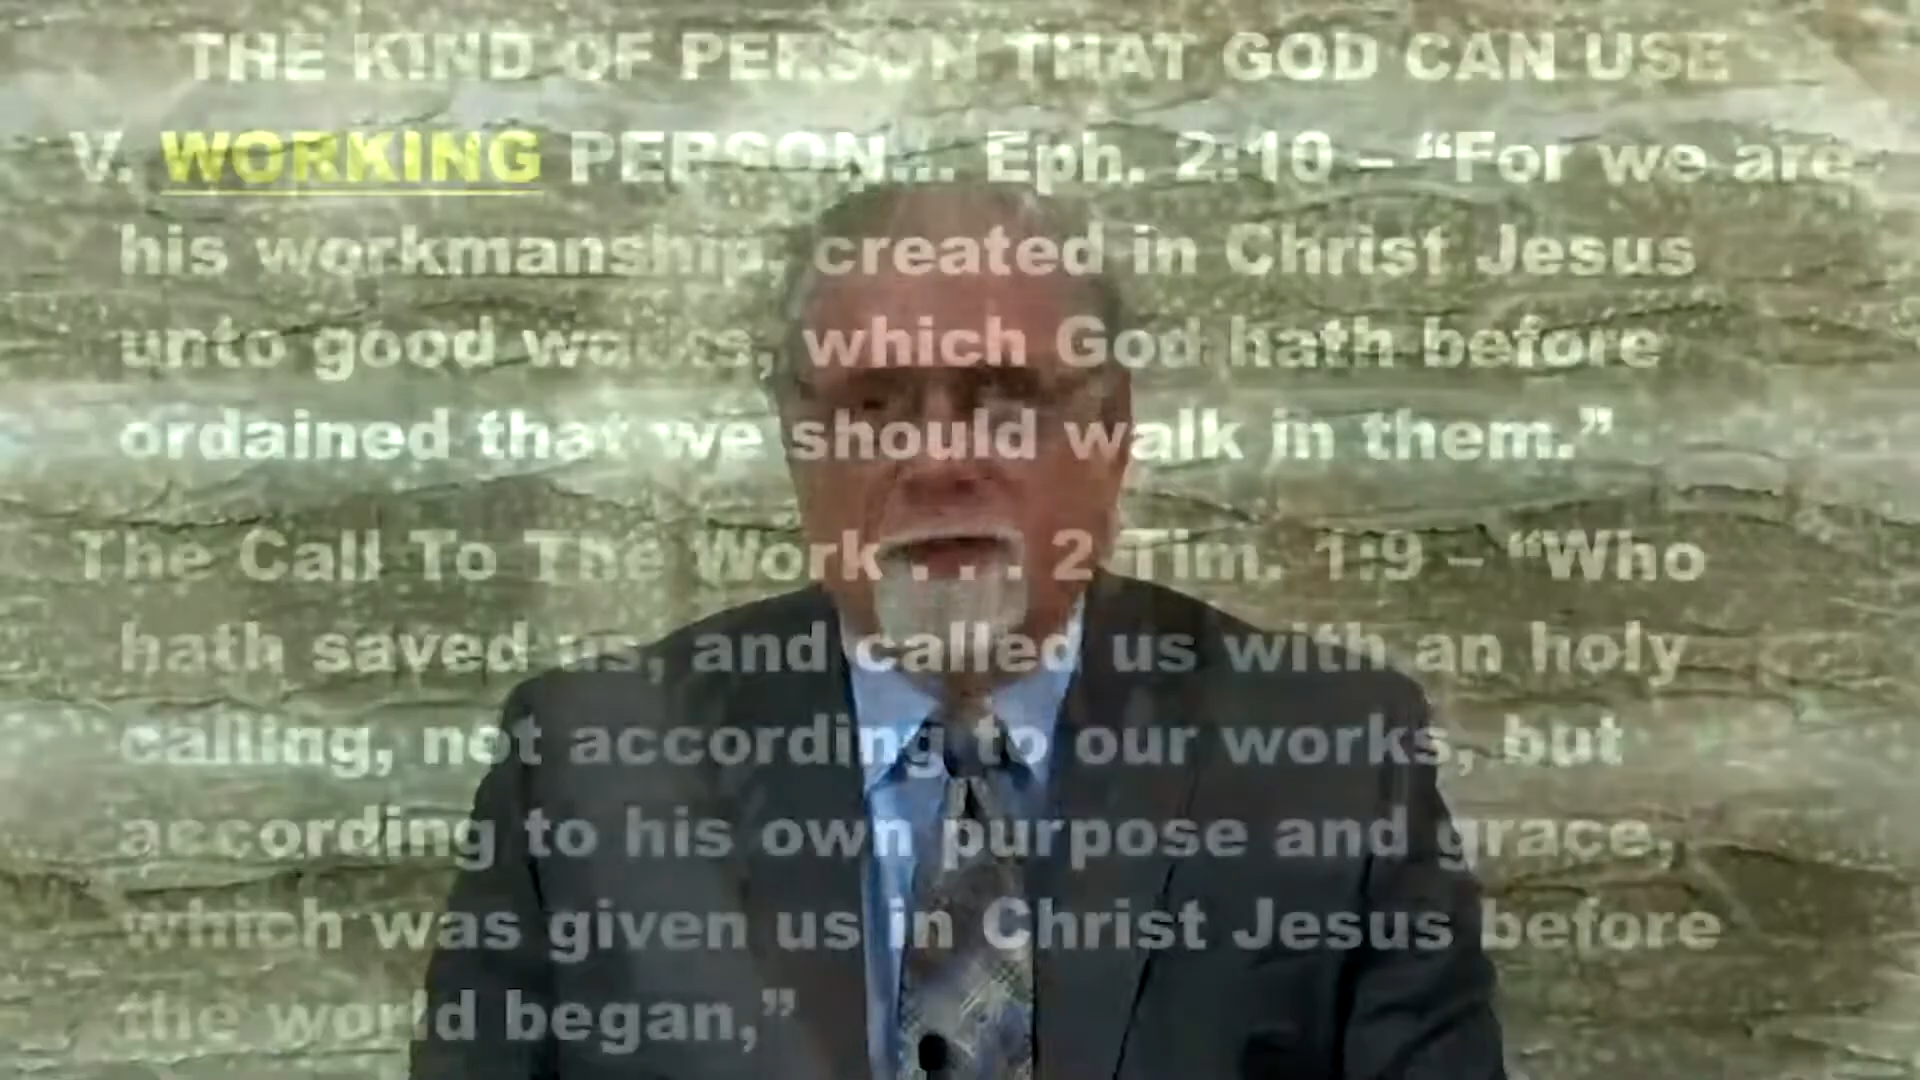 THE KIND OF PERSON THAT GOD CAN USE
V. WORKING PERSON... Eph. 2:10 – “For we are
his workmanship, created in Christ Jesus
unto good works, which God hath before
ordained that we should walk in them.”
The Call To The Work . . . 2 Tim. 1:9 – “Who
hath saved us, and called us with an holy
calling, not according to our works, but
according to his own purpose and grace,
which was given us in Christ Jesus before
the world began,”